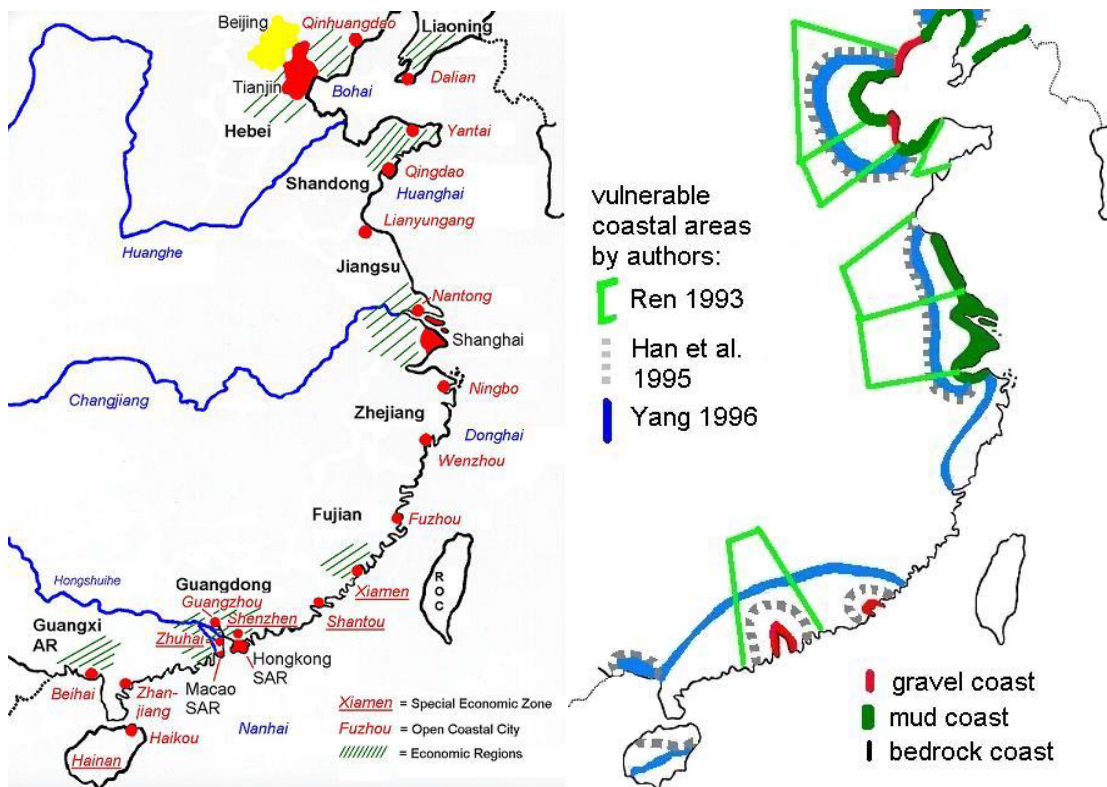 Beijing
Qinhuangdao
Liaoning
Tianjin
Bohai
Dalian
Hebei
Yantai
Shandong
Qingdao
Huanghai
Lianyungang
Huanghe
Jiangsu
Nantong
Shanghai
Changjiang
Ningbo
Zhejiang
Donghai
Wenzhou
Fujian
Fuzhou
Hongshuihe
Guangdong
Xiamen
ROC
Guangzhou
Shenzhen
Shantou
Guangxi
AR
Zhuhai
Hongkong
SAR
Macao
SAR
Beihai
Zhan-
jiang
Nanhai
Haikou
Hainan
Xiamen = Special Economic Zone
Fuzhou = Open Coastal City
= Economic Regions
vulnerable
coastal areas
by authors:
Ren 1993
Han et al.
1995
Yang 1996
gravel coast
mud coast
bedrock coast